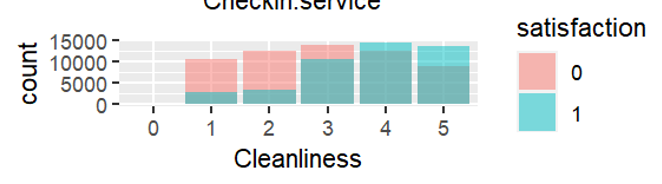 Checkin.service
satisfaction
15000
10000
5000
0
count
0
1
0 1 2 3 4 5
Cleanliness